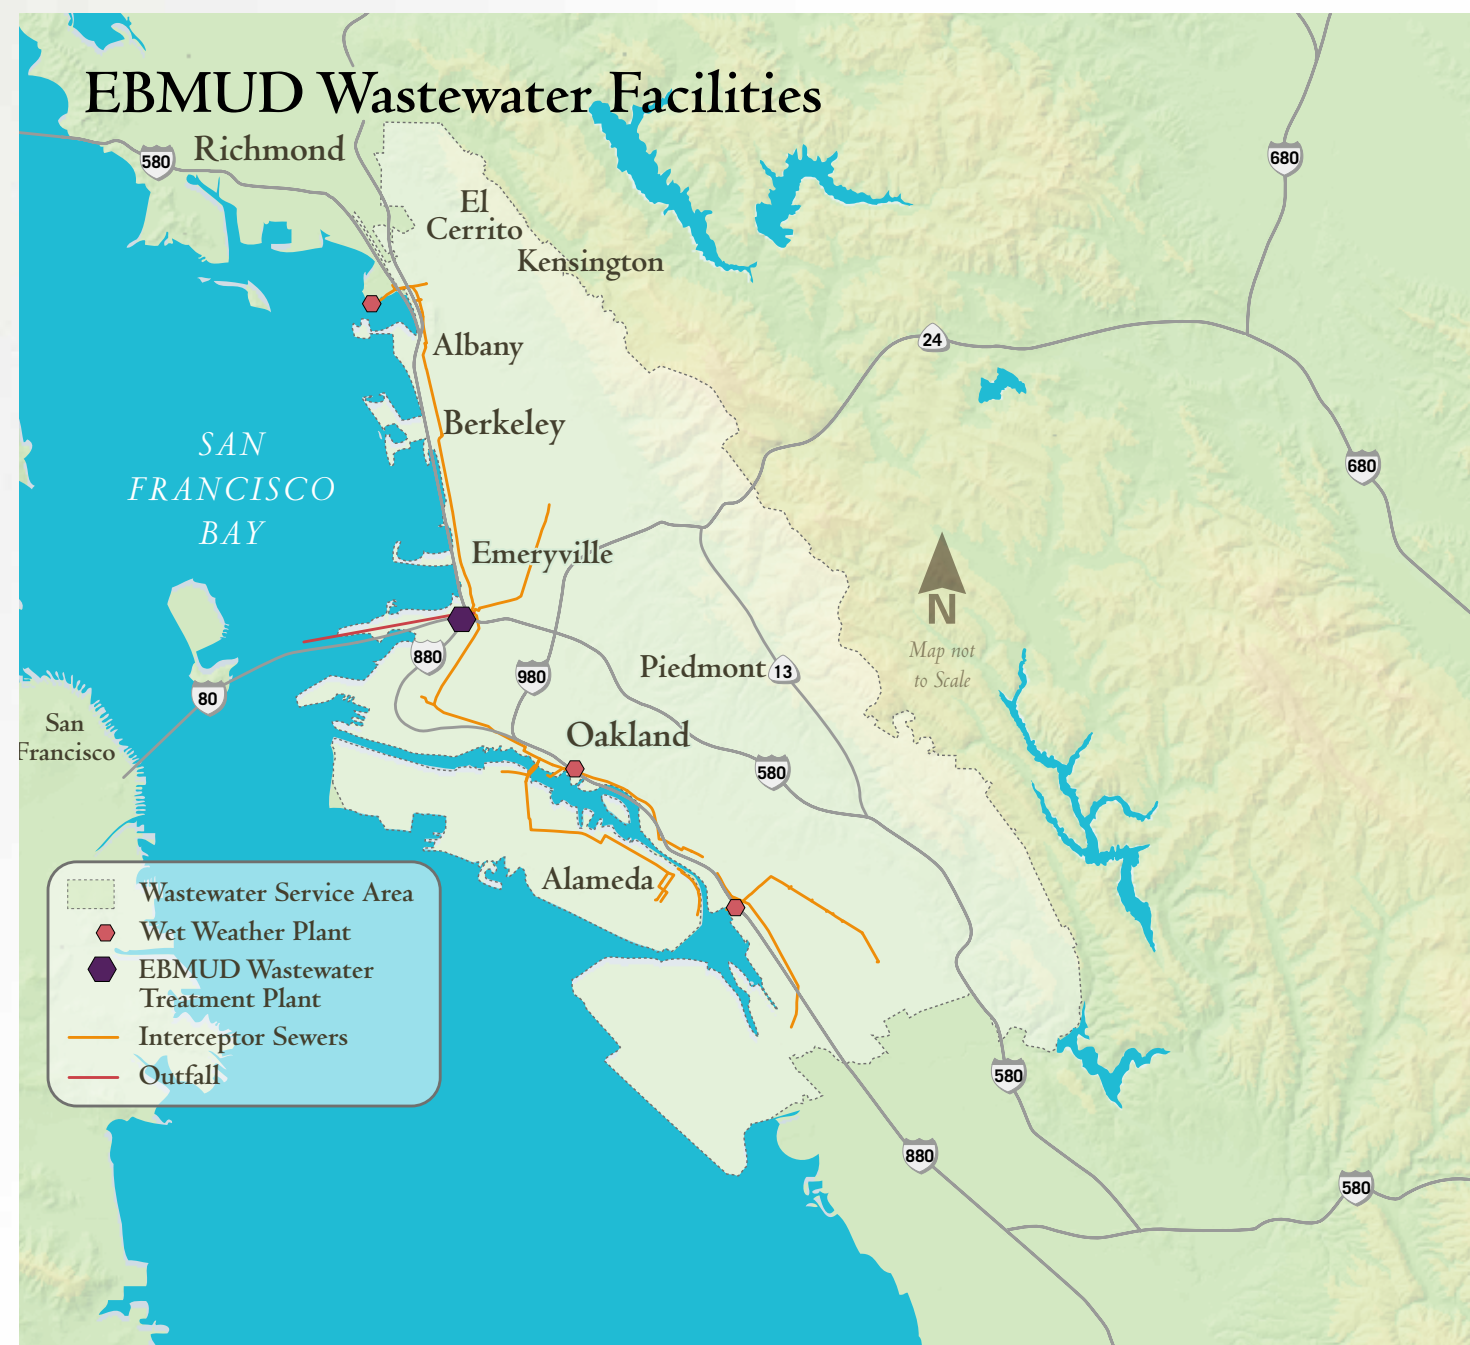 EBMUD Wastewater Facilities
580
Richmond
680
El
Cerrito
Kensington
24
Albany
Berkeley
SAN
FRANCISCO
BAY
680
Emeryville
N
Map not
to Scale
880
980
Piedmont
13
80
San
Francisco
Oakland
580
Alameda
Wastewater Service Area
Wet Weather Plant
EBMUD Wastewater
Treatment Plant
Interceptor Sewers
Outfall
580
880
580